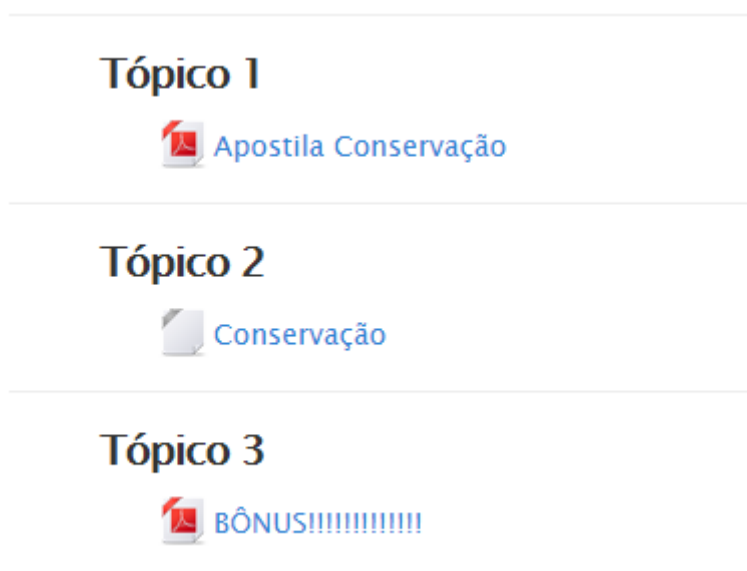 Tópico 1
Apostila Conservação
Tópico 2
Conservação
Tópico 3
BÔNUS!!!!!!!!!!!!!